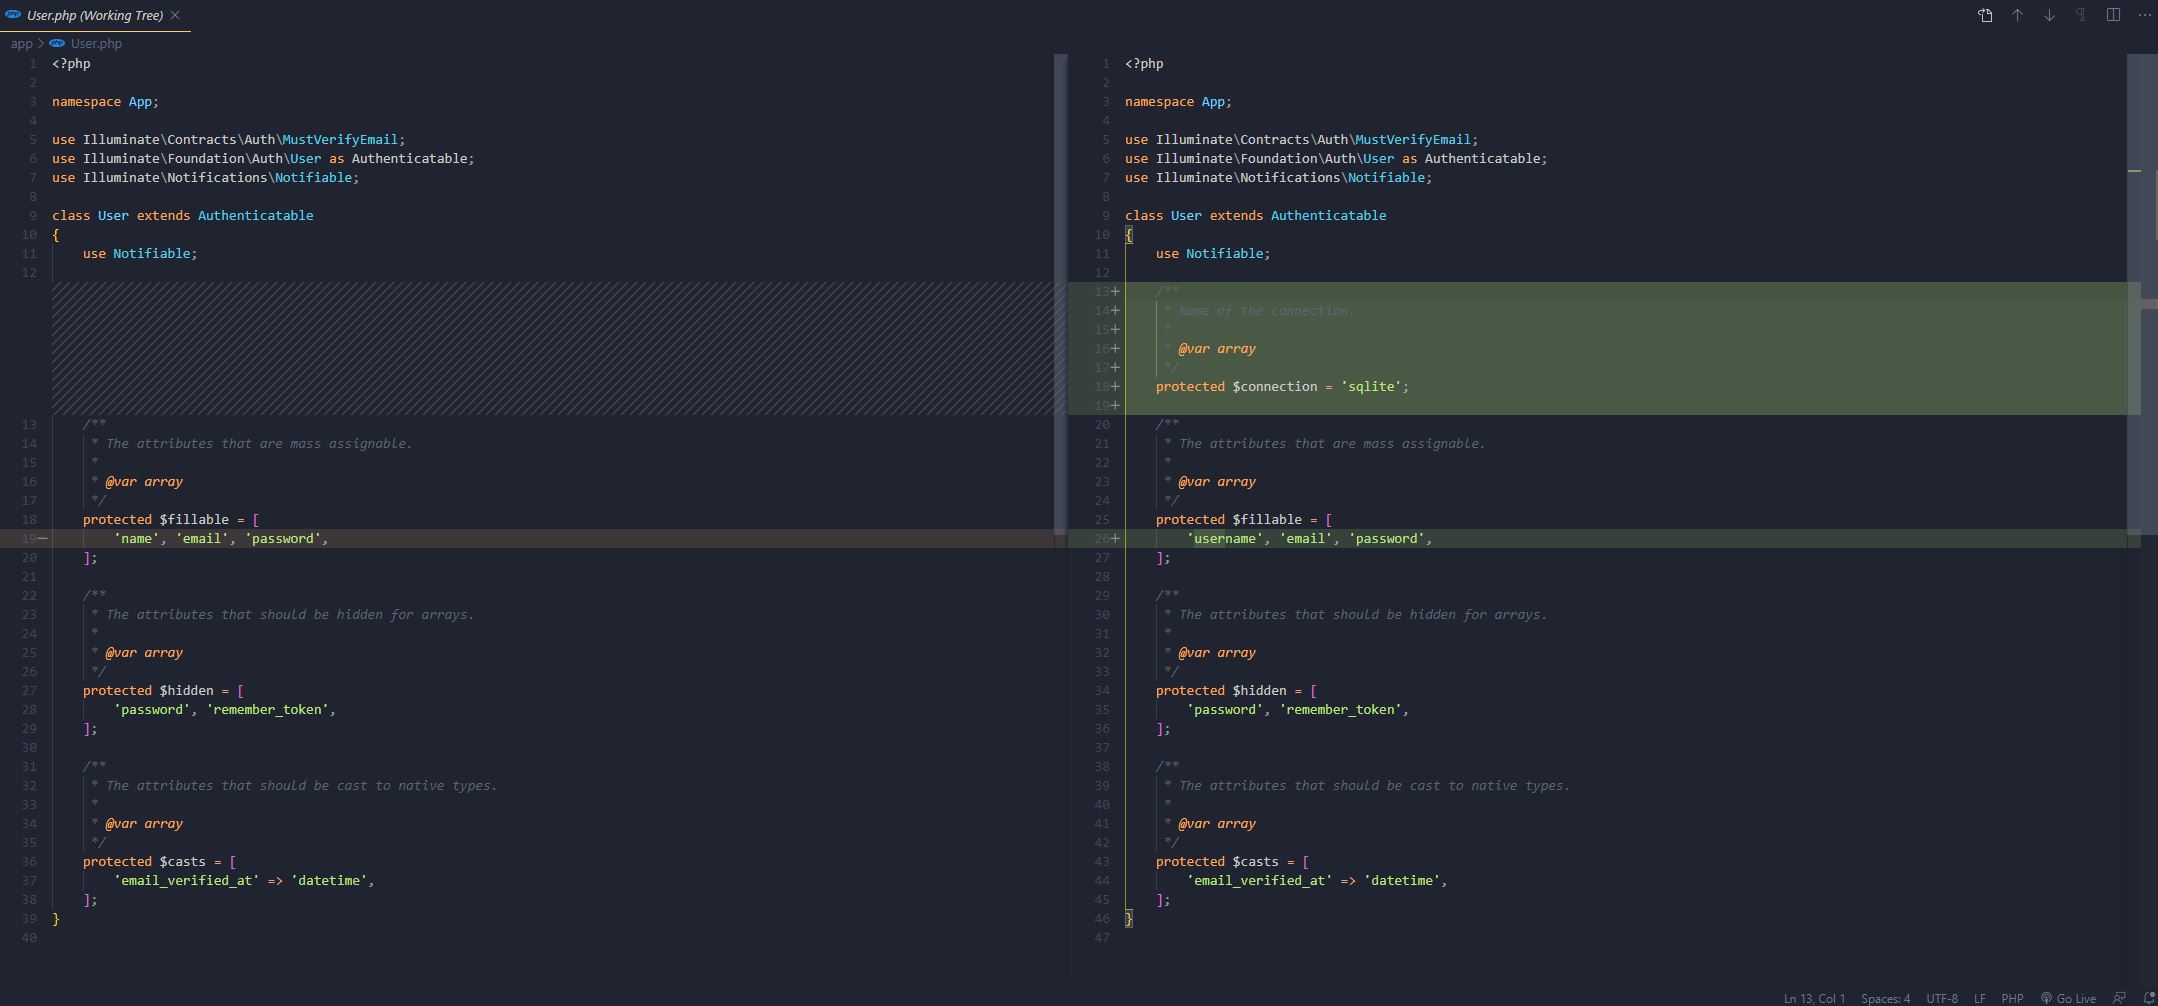 User.php (Working Tree)
app > User.php
1 <?php
2
3 namespace App;
4
5 use Illuminate\Contracts\Auth\MustVerifyEmail;
6 use Illuminate\Foundation\Auth\User as Authenticatable;
7 use Illuminate\Notifications\Notifiable;
8
9 class User extends Authenticatable
10 {
11     use Notifiable;
12
13     /**
14      * The attributes that are mass assignable.
15      *
16      * @var array
17      */
18     protected $fillable = [
19−         'name', 'email', 'password',
20     ];
21
22     /**
23      * The attributes that should be hidden for arrays.
24      *
25      * @var array
26      */
27     protected $hidden = [
28         'password', 'remember_token',
29     ];
30
31     /**
32      * The attributes that should be cast to native types.
33      *
34      * @var array
35      */
36     protected $casts = [
37         'email_verified_at' => 'datetime',
38     ];
39 }
40
1 <?php
2
3 namespace App;
4
5 use Illuminate\Contracts\Auth\MustVerifyEmail;
6 use Illuminate\Foundation\Auth\User as Authenticatable;
7 use Illuminate\Notifications\Notifiable;
8
9 class User extends Authenticatable
10 {
11     use Notifiable;
12
13+     /**
14+      * Name of the connection.
15+      *
16+      * @var array
17+      */
18+     protected $connection = 'sqlite';
19+
20     /**
21      * The attributes that are mass assignable.
22      *
23      * @var array
24      */
25     protected $fillable = [
26+         'username', 'email', 'password',
27     ];
28
29     /**
30      * The attributes that should be hidden for arrays.
31      *
32      * @var array
33      */
34     protected $hidden = [
35         'password', 'remember_token',
36     ];
37
38     /**
39      * The attributes that should be cast to native types.
40      *
41      * @var array
42      */
43     protected $casts = [
44         'email_verified_at' => 'datetime',
45     ];
46 }
47
Ln 13, Col 1 Spaces: 4 UTF-8 LF PHP Go Live